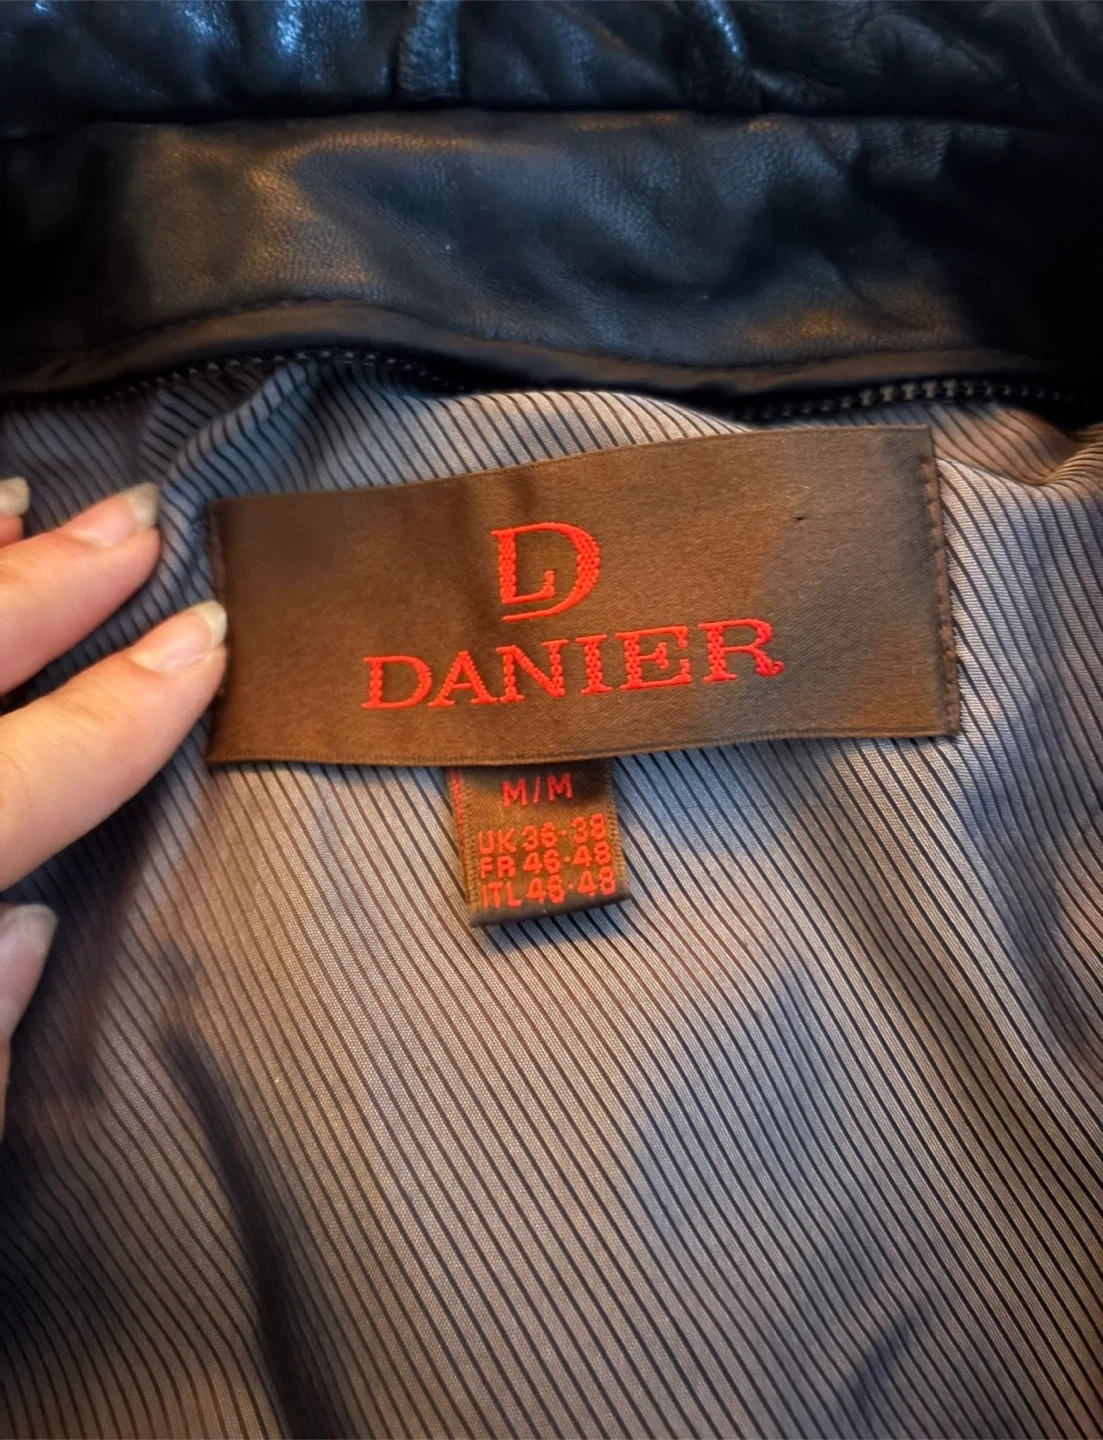 DL
DANIER
M/M
UK 36-38
FR 46-48
ITL 46-48